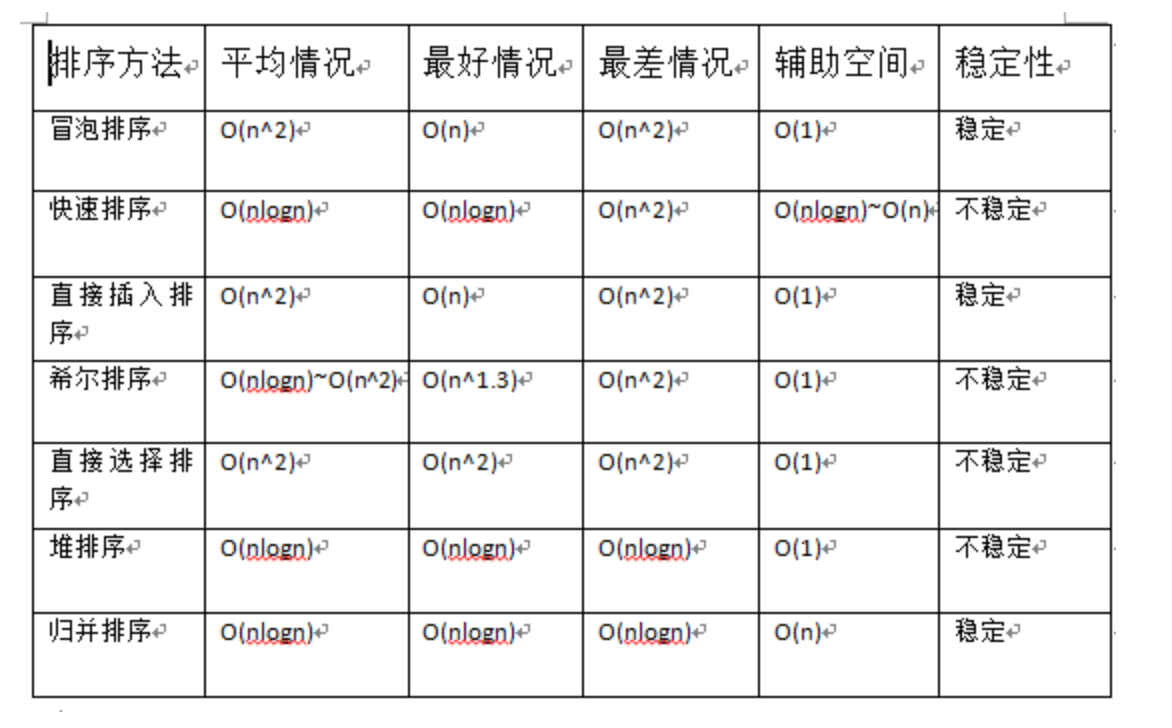 排序方法 平均情况 最好情况 最差情况 辅助空间 稳定性
冒泡排序 O(n^2) O(n) O(n^2) O(1) 稳定
快速排序 O(nlogn) O(nlogn) O(n^2) O(nlogn)~O(n) 不稳定
直接插入排 O(n^2) O(n) O(n^2) O(1) 稳定
序
希尔排序 O(nlogn)~O(n^2) O(n^1.3) O(n^2) O(1) 不稳定
直接选择排 O(n^2) O(n^2) O(n^2) O(1) 不稳定
序
堆排序 O(nlogn) O(nlogn) O(nlogn) O(1) 不稳定
归并排序 O(nlogn) O(nlogn) O(nlogn) O(n) 稳定